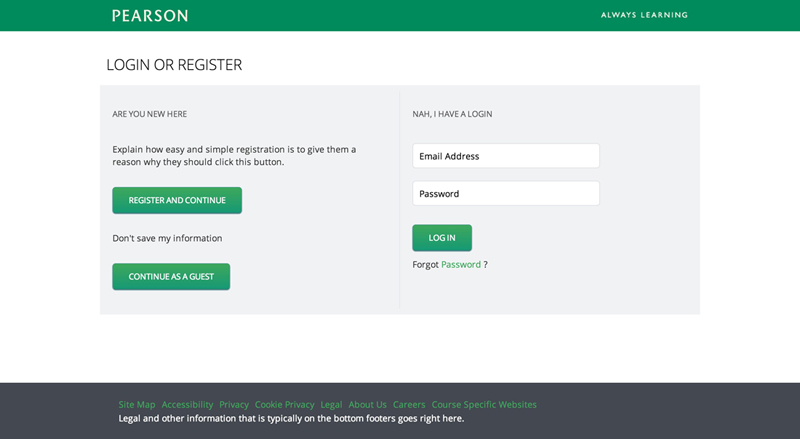 PEARSON
ALWAYS LEARNING
LOGIN OR REGISTER
ARE YOU NEW HERE
Explain how easy and simple registration is to give them a
reason why they should click this button.
REGISTER AND CONTINUE
Don't save my information
CONTINUE AS A GUEST
NAH, I HAVE A LOGIN
Email Address
Password
LOG IN
Forgot Password ?
Site Map Accessibility Privacy Cookie Privacy Legal About Us Careers Course Specific Websites
Legal and other information that is typically on the bottom footers goes right here.